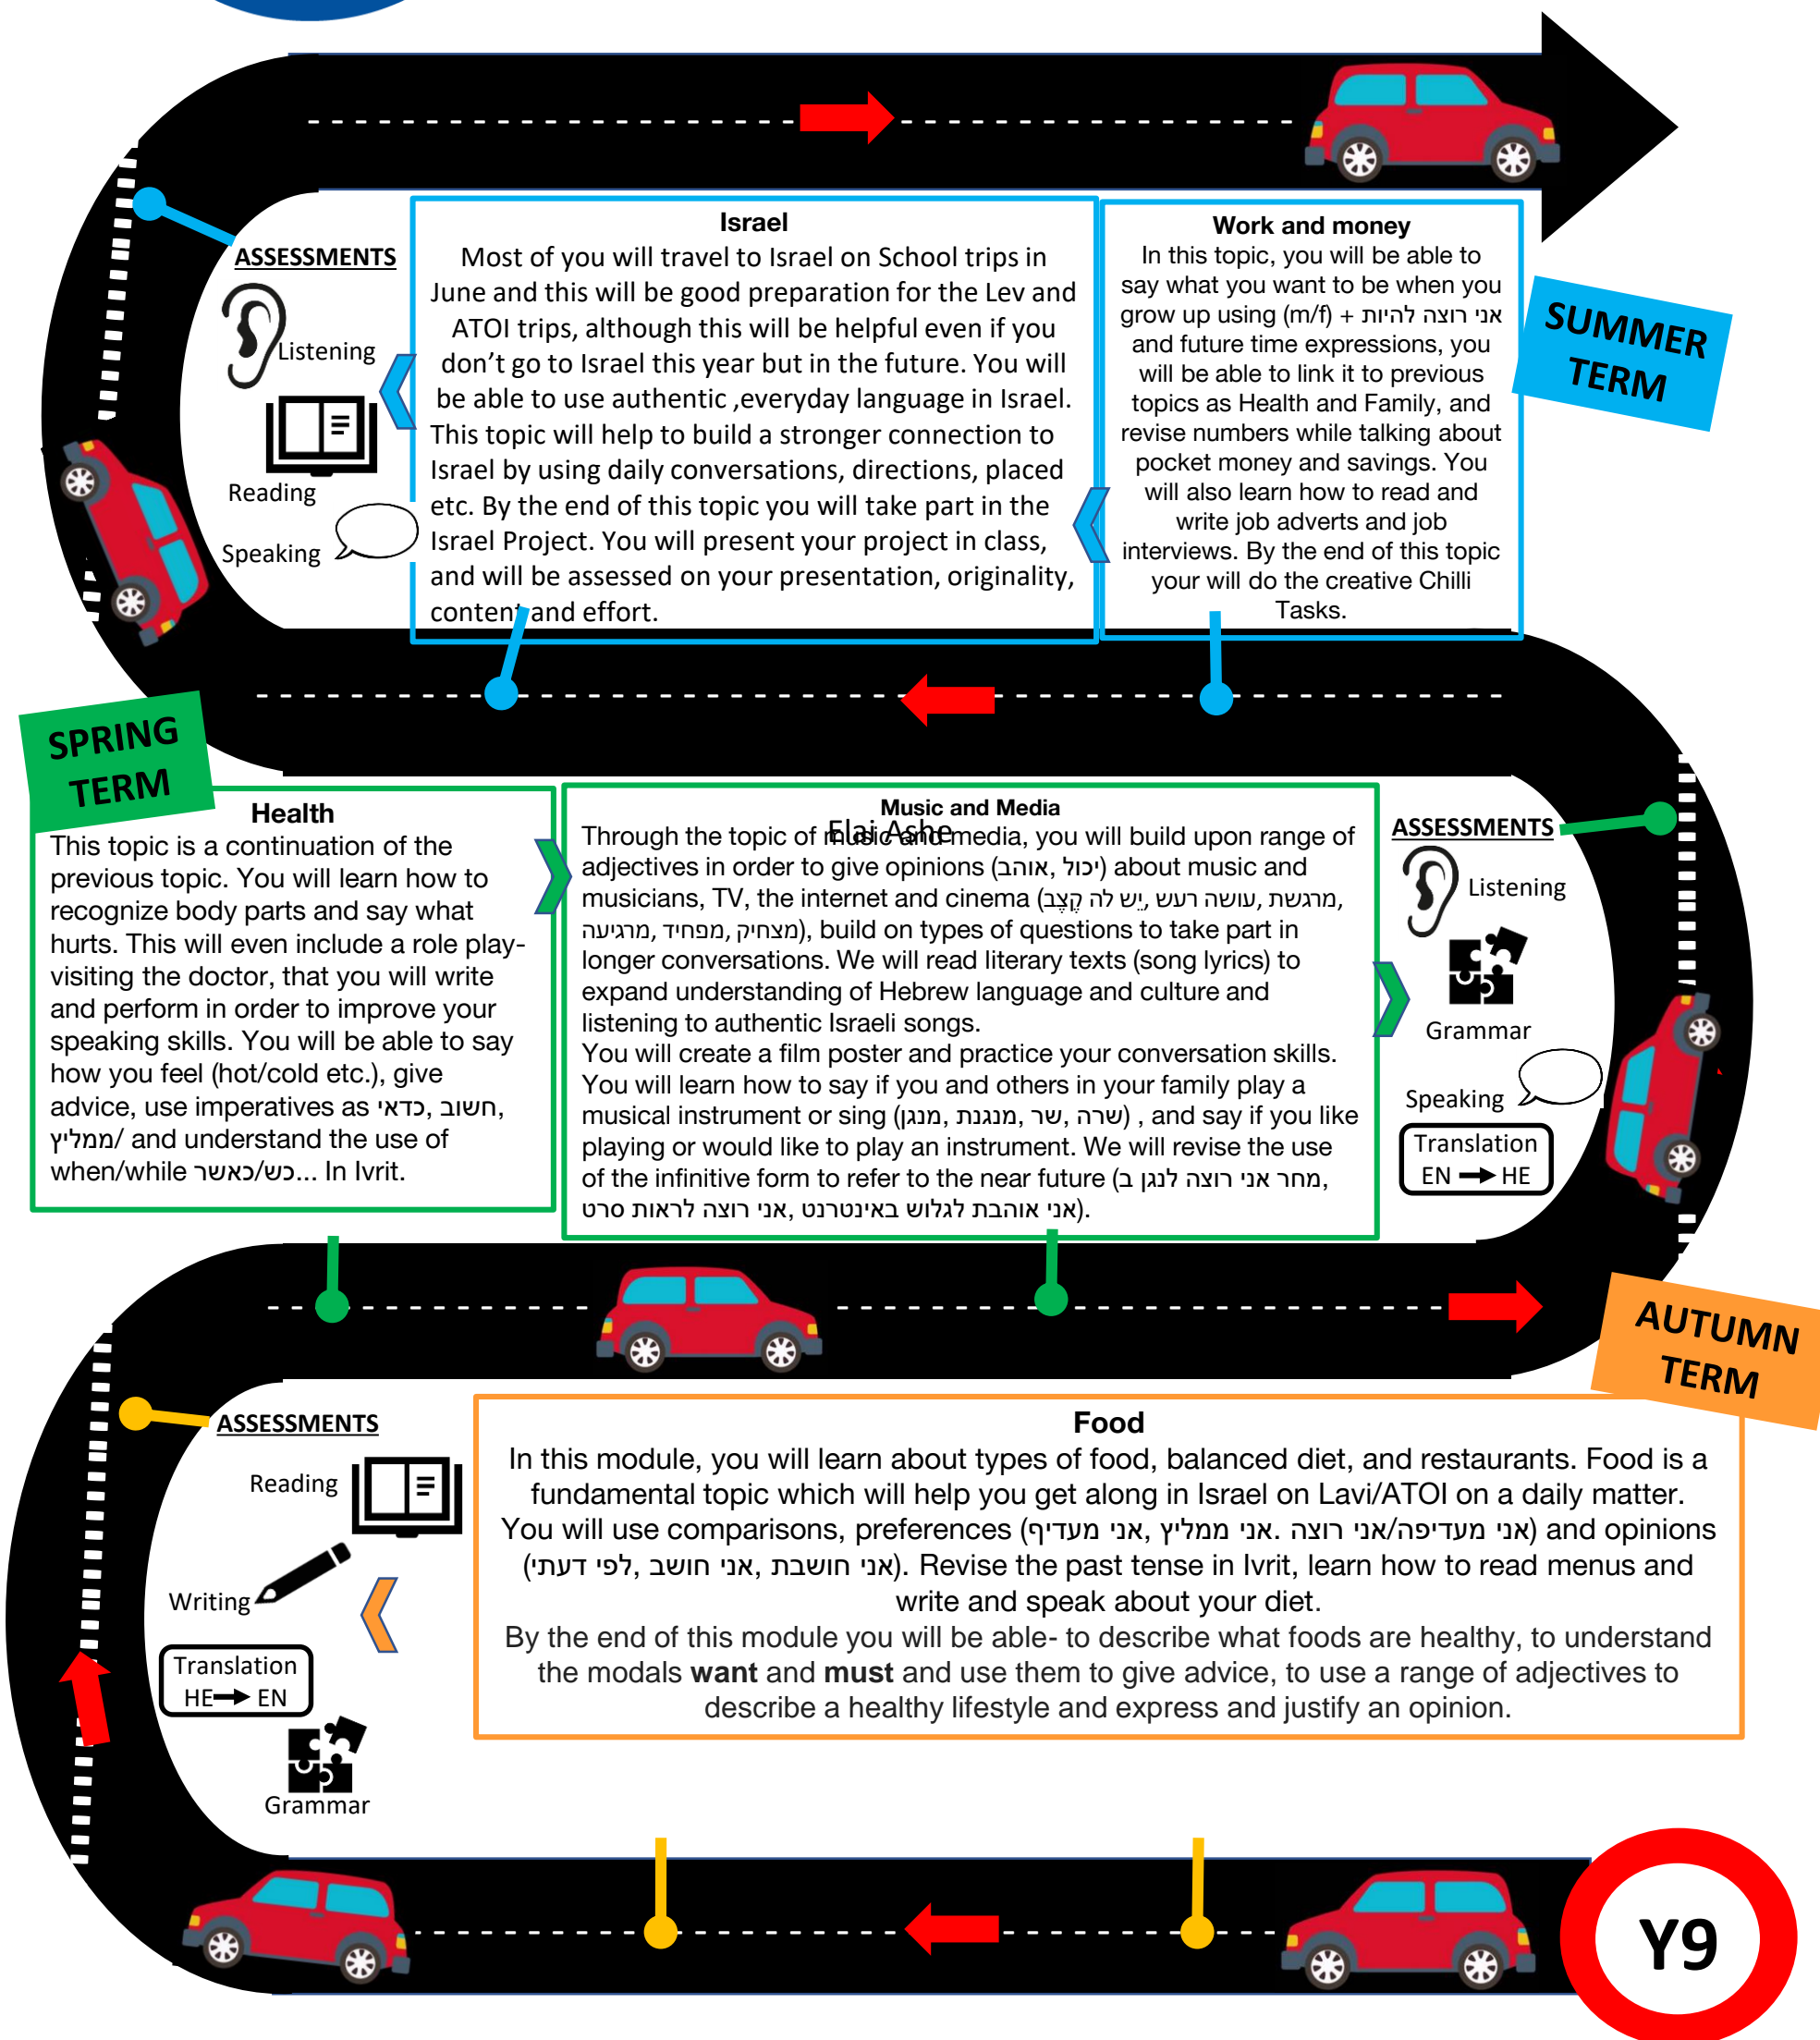 Israel
Most of you will travel to Israel on School trips in
June and this will be good preparation for the Lev and
ATOI trips, although this will be helpful even if you
don’t go to Israel this year but in the future. You will
be able to use authentic ,everyday language in Israel.
This topic will help to build a stronger connection to
Israel by using daily conversations, directions, placed
etc. By the end of this topic you will take part in the
Israel Project. You will present your project in class,
and will be assessed on your presentation, originality,
content and effort.
Work and money
In this topic, you will be able to
say what you want to be when you
grow up using (m/f) + אני רוצה להיות
and future time expressions, you
will be able to link it to previous
topics as Health and Family, and
revise numbers while talking about
pocket money and savings. You
will also learn how to read and
write job adverts and job
interviews. By the end of this topic
your will do the creative Chilli
Tasks.
SUMMER
TERM
ASSESSMENTS
Listening
Reading
Speaking
SPRING
TERM
Health
This topic is a continuation of the
previous topic. You will learn how to
recognize body parts and say what
hurts. This will even include a role play-
visiting the doctor, that you will write
and perform in order to improve your
speaking skills. You will be able to say
how you feel (hot/cold etc.), give
advice, use imperatives as חשוב, כדאי,
ממליץ/ and understand the use of
when/while כש/כאשר... In Ivrit.
Music and Media
Elai Ashe
Through the topic of music and media, you will build upon range of
adjectives in order to give opinions (יכול, אוהב) about music and
musicians, TV, the internet and cinema (מרגשת, עושה רעש, יֵש לה קֶצֶב,
מצחיק, מפחיד, מרגיעה), build on types of questions to take part in
longer conversations. We will read literary texts (song lyrics) to
expand understanding of Hebrew language and culture and
listening to authentic Israeli songs.
You will create a film poster and practice your conversation skills.
You will learn how to say if you and others in your family play a
musical instrument or sing (שרה, שר, מנגנת, מנגן) , and say if you like
playing or would like to play an instrument. We will revise the use
of the infinitive form to refer to the near future (מחר אני רוצה לנגן ב,
אני אוהבת לגלוש באינטרנט, אני רוצה לראות סרט).
ASSESSMENTS
Listening
Grammar
Speaking
Translation
EN HE
AUTUMN
TERM
Food
In this module, you will learn about types of food, balanced diet, and restaurants. Food is a
fundamental topic which will help you get along in Israel on Lavi/ATOI on a daily matter.
You will use comparisons, preferences (אני מעדיפה/אני רוצה. אני ממליץ, אני מעדיף) and opinions
(אני חושבת, אני חושב, לפי דעתי). Revise the past tense in Ivrit, learn how to read menus and
write and speak about your diet.
By the end of this module you will be able- to describe what foods are healthy, to understand
the modals want and must and use them to give advice, to use a range of adjectives to
describe a healthy lifestyle and express and justify an opinion.
ASSESSMENTS
Reading
Writing
Translation
HE EN
Grammar
Y9